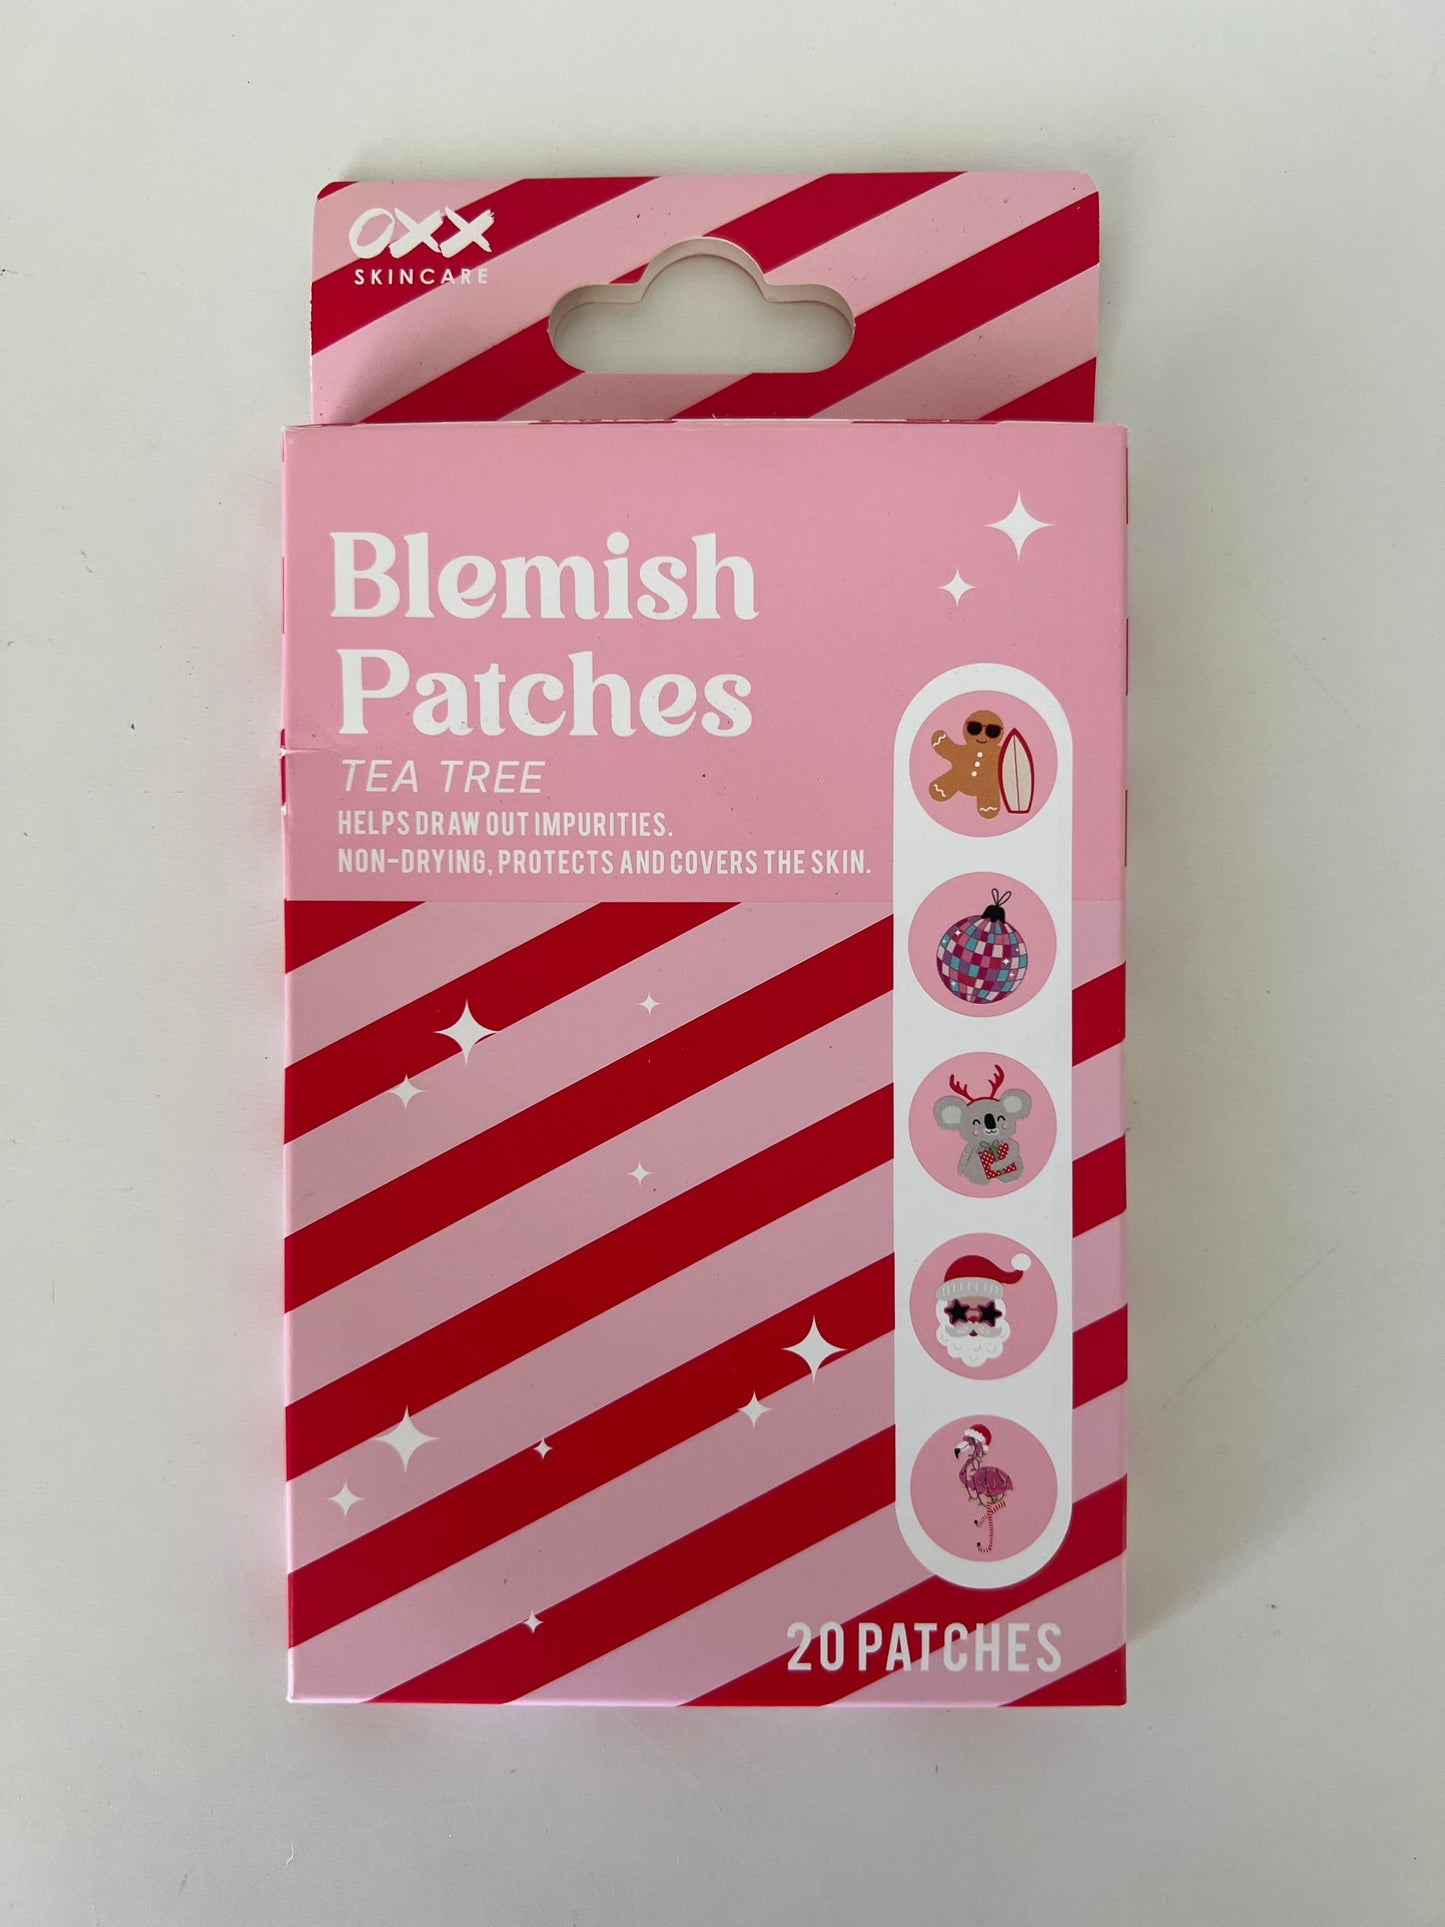 OXX
SKINCARE
Blemish
Patches
TEA TREE
HELPS DRAW OUT IMPURITIES.
NON-DRYING, PROTECTS AND COVERS THE SKIN.
20 PATCHES